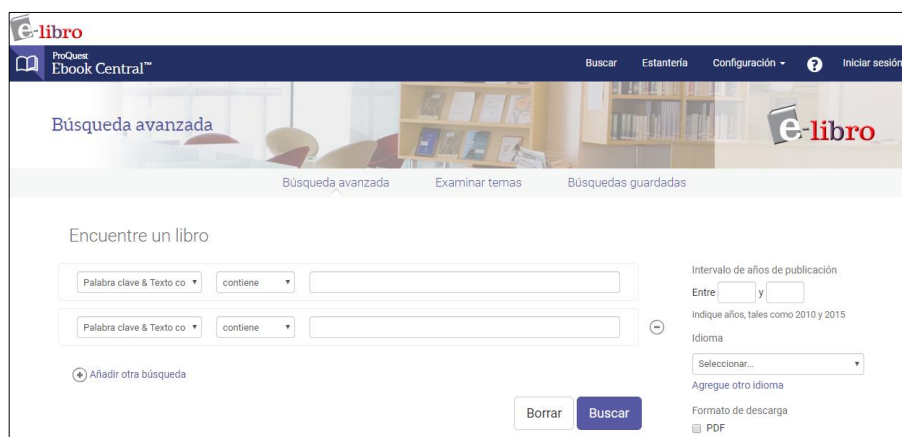 e-libro
ProQuest
Ebook Central™
Buscar Estantería Configuración ? Iniciar sesión
Búsqueda avanzada
e-libro
Búsqueda avanzada Examinar temas Búsquedas guardadas
Encuentre un libro
Palabra clave & Texto co contiene
Palabra clave & Texto co contiene
Añadir otra búsqueda
Borrar Buscar
Intervalo de años de publicación
Entre y
Indique años, tales como 2010 y 2015
Idioma
Seleccionar...
Agregue otro idioma
Formato de descarga
PDF